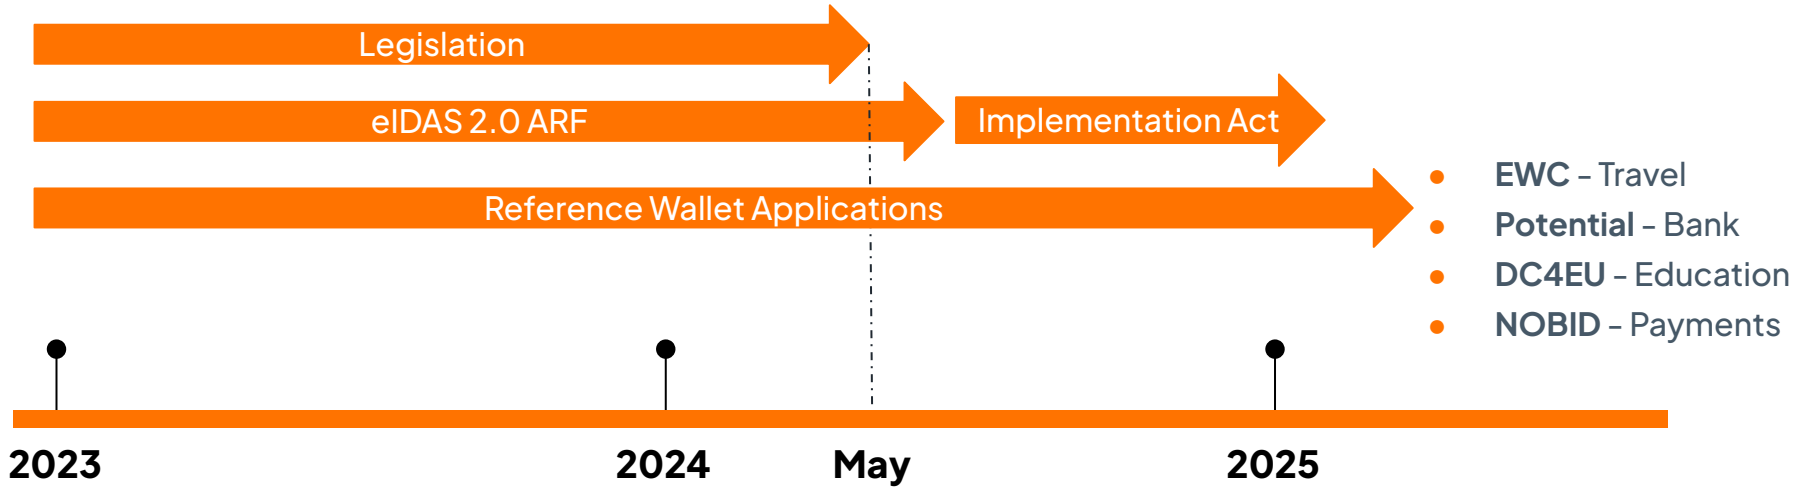 Legislation
eIDAS 2.0 ARF
Implementation Act
Reference Wallet Applications
EWC - Travel
Potential - Bank
DC4EU - Education
NOBID - Payments
2023
2024
May
2025